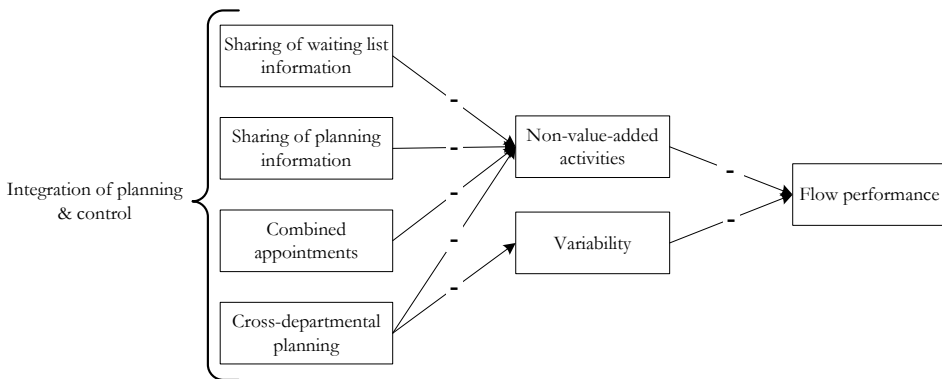 Sharing of waiting list
information
-
Sharing of planning
information
-
Non-value-added
activities
-
Integration of planning
& control
Flow performance
-
Combined
appointments
-
-
Variability
-
-
Cross-departmental
planning